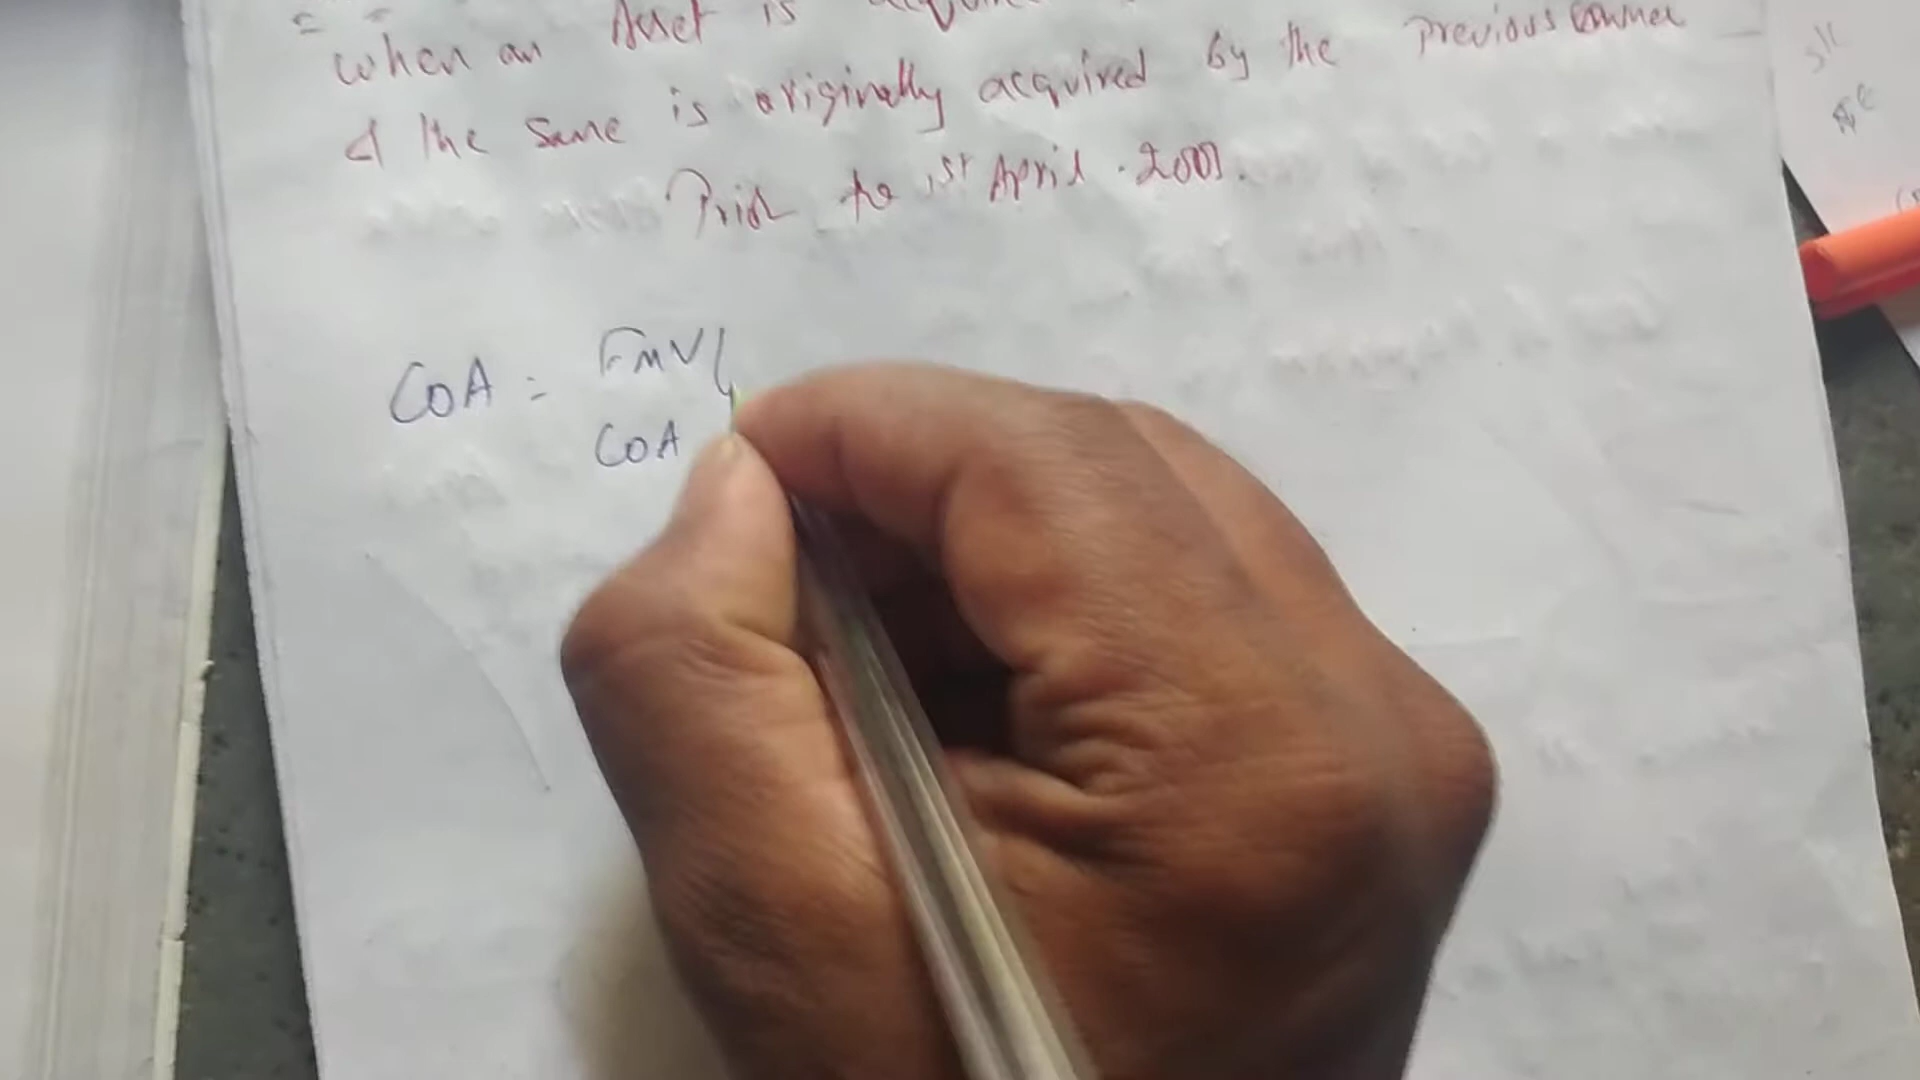 When an Asset is
& the same is originally acquired by the Previous owner
Prior to 1st April 2001.
COA = FMV
COA